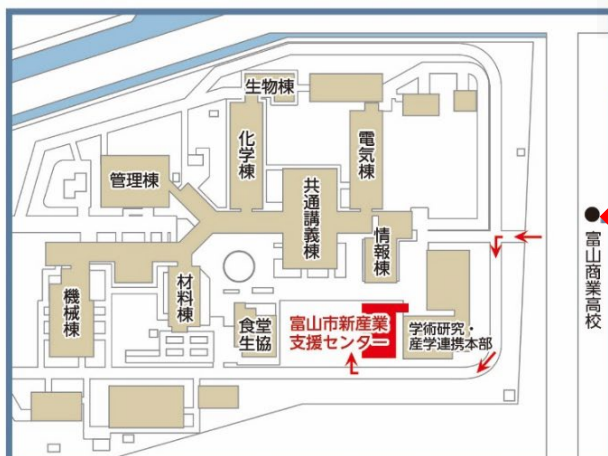 生物棟
化学棟
電気棟
管理棟
共通講義棟
情報棟
富山商業高校
機械棟
材料棟
食堂
生協
富山市新産業
支援センター
学術研究・
産学連携本部